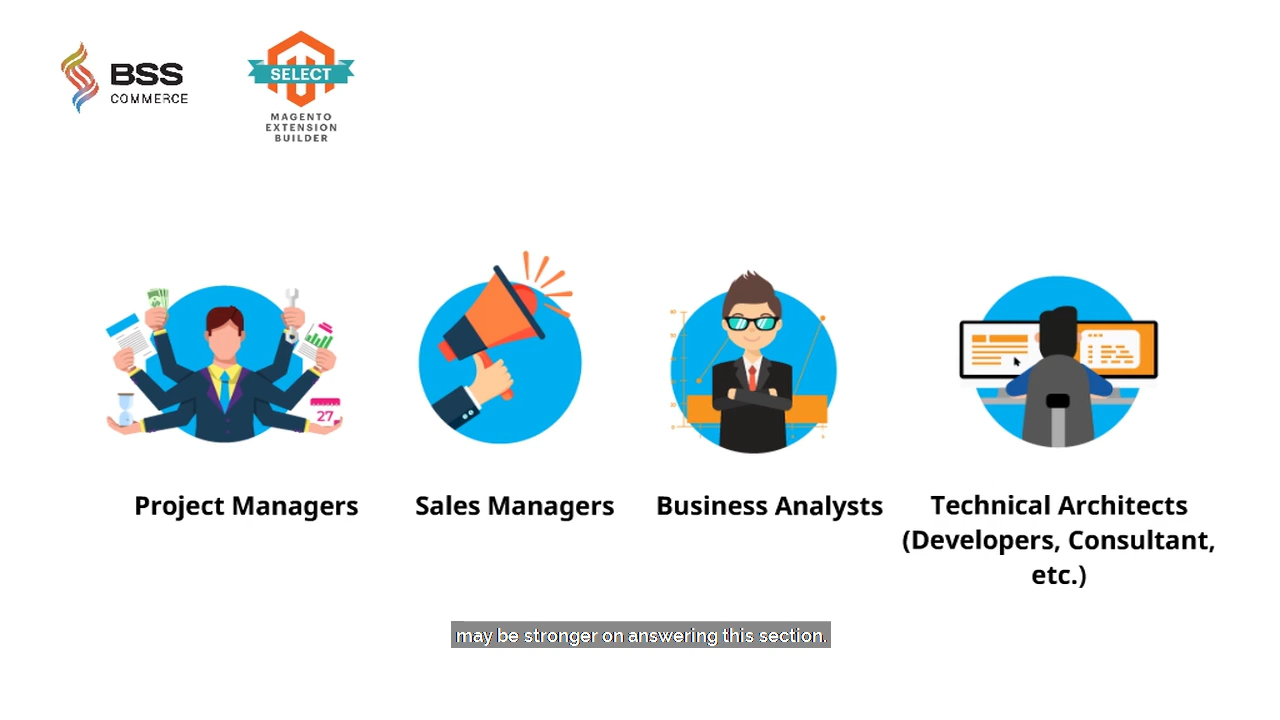 BSS
COMMERCE
SELECT
MAGENTO
EXTENSION
BUILDER
27
Project Managers
Sales Managers
Business Analysts
Technical Architects
(Developers, Consultant,
etc.)
may be stronger on answering this section.